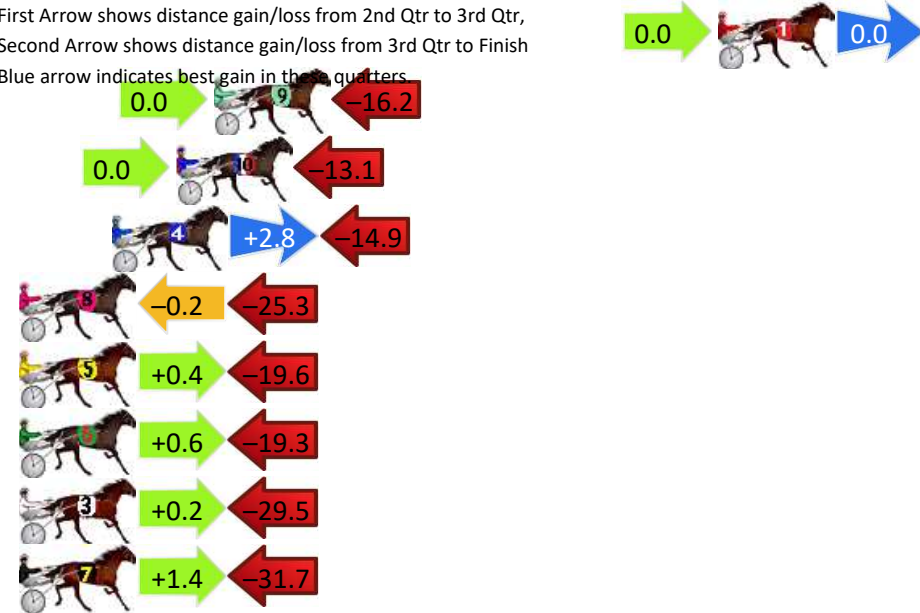 First Arrow shows distance gain/loss from 2nd Qtr to 3rd Qtr,
Second Arrow shows distance gain/loss from 3rd Qtr to Finish
Blue arrow indicates best gain in these quarters.
0.0 1 0.0
0.0 9 –16.2
0.0 10 –13.1
4 +2.8 –14.9
8 –0.2 –25.3
5 +0.4 –19.6
6 +0.6 –19.3
3 +0.2 –29.5
7 +1.4 –31.7